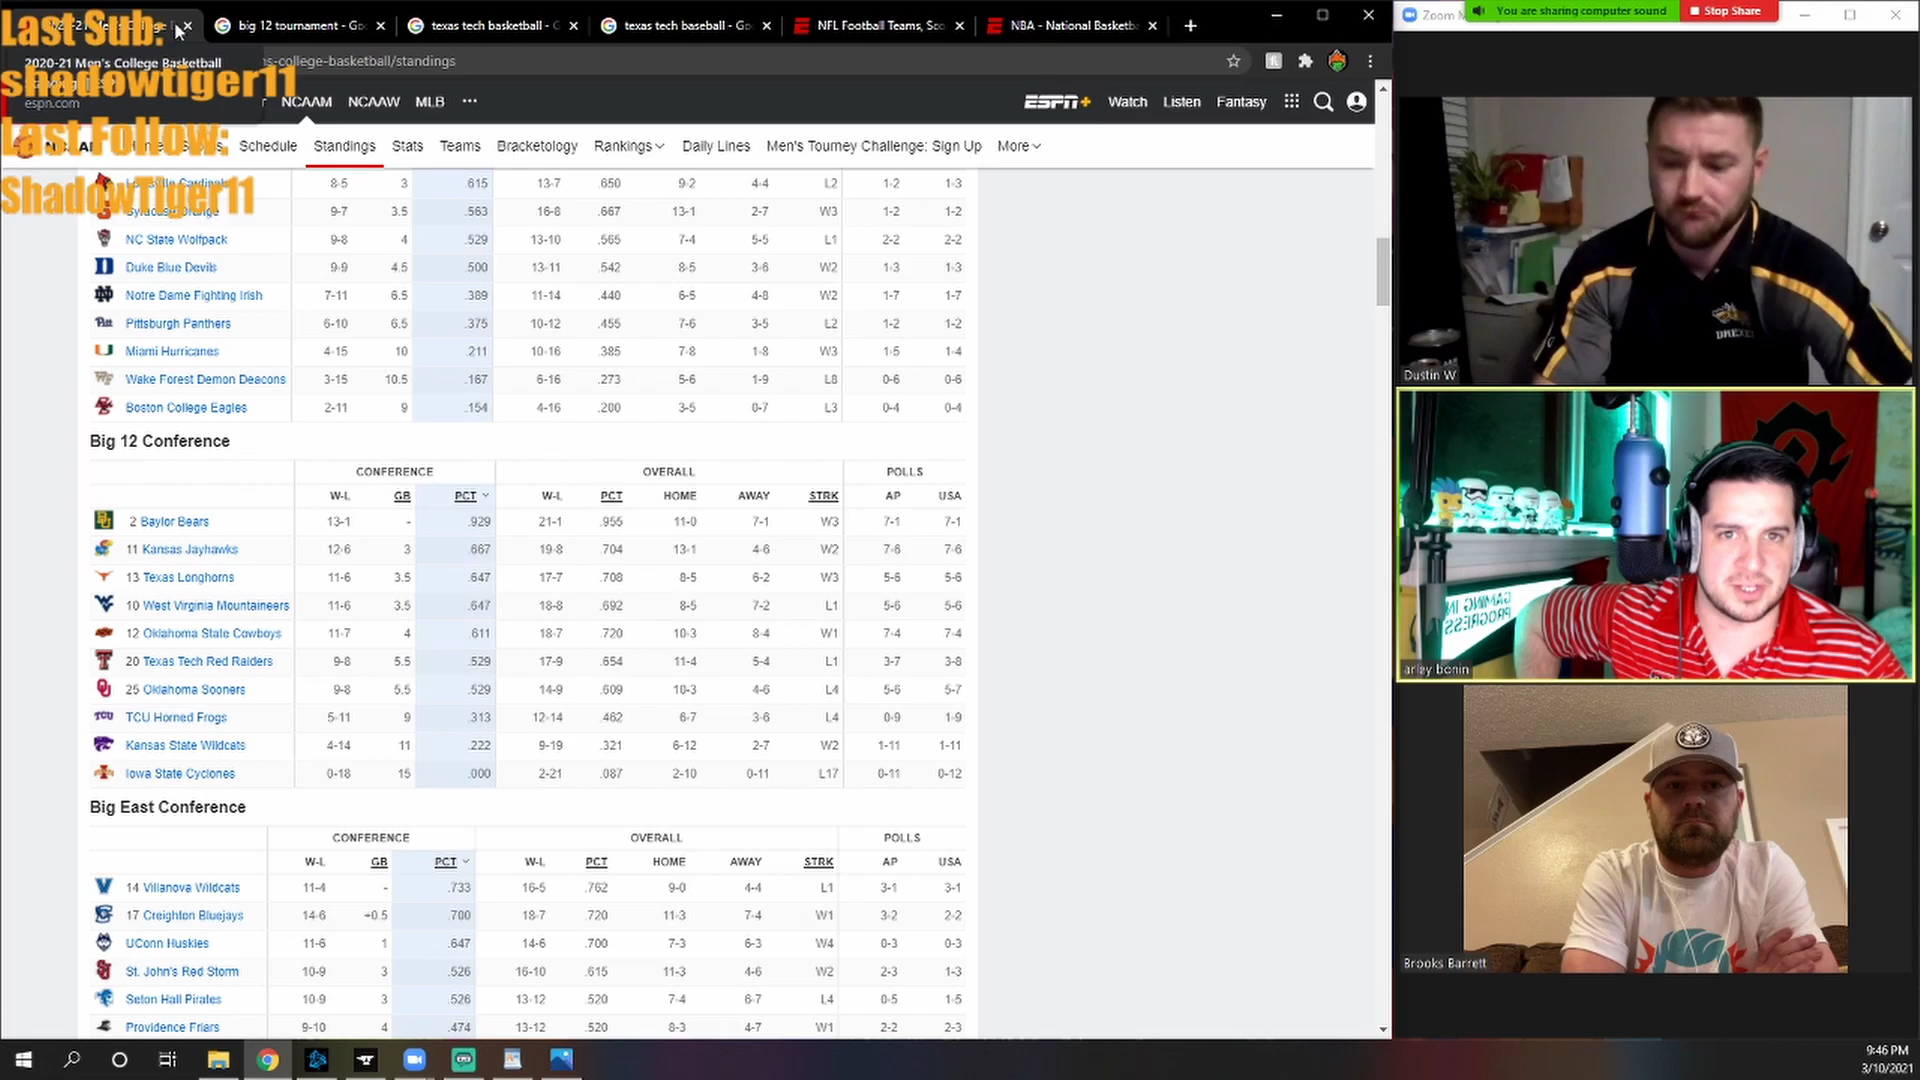 Last Sub:
shadowtiger11
Last Follow:
ShadowTiger11
big 12 tournament - Go
texas tech basketball - G
texas tech baseball - Go
NFL Football Teams, Sco
NBA - National Basketba
2020-21 Men's College Basketball
espn.com
s-college-basketball/standings
NCAAM NCAAW MLB
ESPN+ Watch Listen Fantasy
Schedule Standings Stats Teams Bracketology Rankings Daily Lines Men's Tourney Challenge: Sign Up More
Louisville Cardinals 8-5 3 .615 13-7 .650 9-2 4-4 L2 1-2 1-3
Syracuse Orange 9-7 3.5 .563 16-8 .667 13-1 2-7 W3 1-2 1-2
NC State Wolfpack 9-8 4 .529 13-10 .565 7-4 5-5 L1 2-2 2-2
Duke Blue Devils 9-9 4.5 .500 13-11 .542 8-5 3-6 W2 1-3 1-3
Notre Dame Fighting Irish 7-11 6.5 .389 11-14 .440 6-5 4-8 W2 1-7 1-7
Pitt Pittsburgh Panthers 6-10 6.5 .375 10-12 .455 7-6 3-5 L2 1-2 1-2
Miami Hurricanes 4-15 10 .211 10-16 .385 7-8 1-8 W3 1-5 1-4
Wake Forest Demon Deacons 3-15 10.5 .167 6-16 .273 5-6 1-9 L8 0-6 0-6
Boston College Eagles 2-11 9 .154 4-16 .200 3-5 0-7 L3 0-4 0-4
Big 12 Conference
CONFERENCE OVERALL POLLS
W-L GB PCT W-L PCT HOME AWAY STRK AP USA
2 Baylor Bears 13-1 - .929 21-1 .955 11-0 7-1 W3 7-1 7-1
11 Kansas Jayhawks 12-6 3 .667 19-8 .704 13-1 4-6 W2 7-6 7-6
13 Texas Longhorns 11-6 3.5 .647 17-7 .708 8-5 6-2 W3 5-6 5-6
10 West Virginia Mountaineers 11-6 3.5 .647 18-8 .692 8-5 7-2 L1 5-6 5-6
12 Oklahoma State Cowboys 11-7 4 .611 18-7 .720 10-3 8-4 W1 7-4 7-4
20 Texas Tech Red Raiders 9-8 5.5 .529 17-9 .654 11-4 5-4 L1 3-7 3-8
25 Oklahoma Sooners 9-8 5.5 .529 14-9 .609 10-3 4-6 L4 5-6 5-7
TCU TCU Horned Frogs 5-11 9 .313 12-14 .462 6-7 3-6 L4 0-9 1-9
Kansas State Wildcats 4-14 11 .222 9-19 .321 6-12 2-7 W2 1-11 1-11
Iowa State Cyclones 0-18 15 .000 2-21 .087 2-10 0-11 L17 0-11 0-12
Big East Conference
CONFERENCE OVERALL POLLS
W-L GB PCT W-L PCT HOME AWAY STRK AP USA
14 Villanova Wildcats 11-4 - .733 16-5 .762 9-0 4-4 L1 3-1 3-1
17 Creighton Bluejays 14-6 +0.5 .700 18-7 .720 11-3 7-4 W1 3-2 2-2
UConn Huskies 11-6 1 .647 14-6 .700 7-3 6-3 W4 0-3 0-3
St. John's Red Storm 10-9 3 .526 16-10 .615 11-3 4-6 W2 2-3 1-3
Seton Hall Pirates 10-9 3 .526 13-12 .520 7-4 6-7 L4 0-5 1-5
Providence Friars 9-10 4 .474 13-12 .520 8-3 4-7 W1 2-2 2-3
Zoom M
You are sharing computer sound
Stop Share
DREXEL
Dustin W
GAMING IN
PROGRESS
arley bonin
Brooks Barrett
9:46 PM
3/10/2021